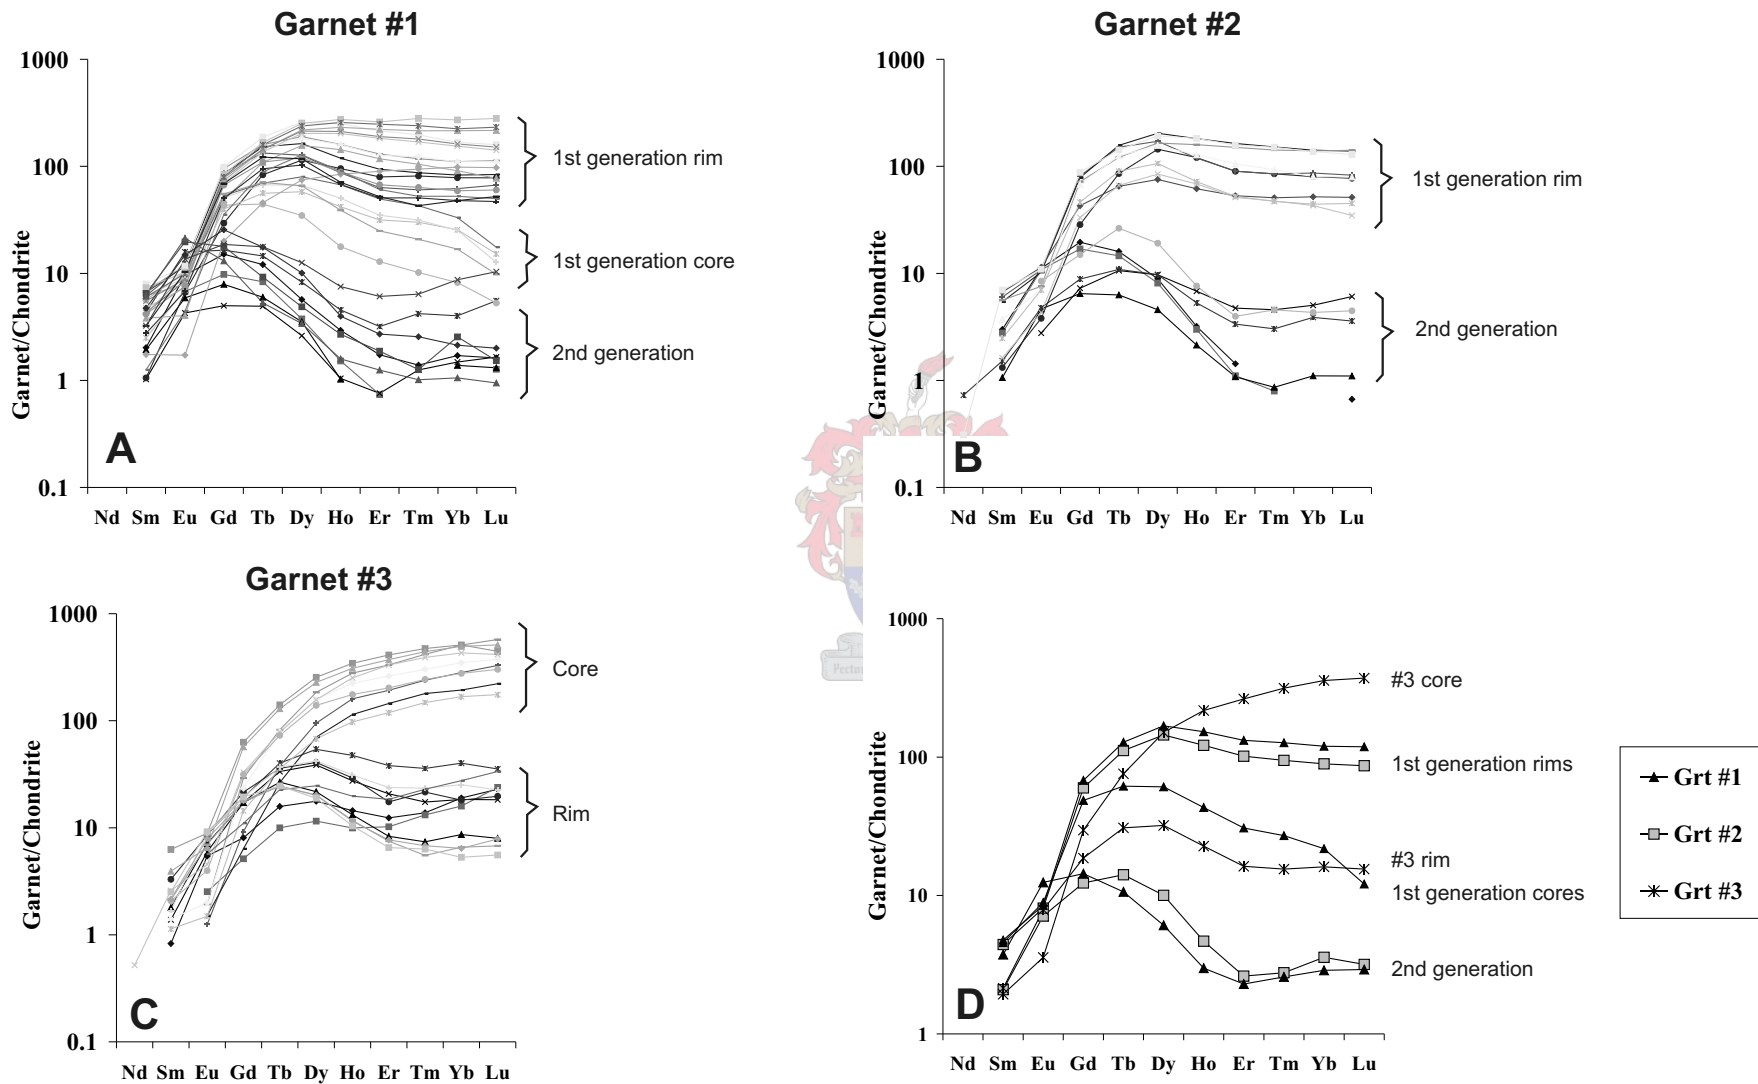 Garnet #1
1000
100
10
1
0.1
Garnet/Chondrite
Nd Sm Eu Gd Tb Dy Ho Er Tm Yb Lu
1st generation rim
1st generation core
2nd generation
A
Garnet #2
1000
100
10
1
0.1
Garnet/Chondrite
Nd Sm Eu Gd Tb Dy Ho Er Tm Yb Lu
1st generation rim
2nd generation
B
Garnet #3
1000
100
10
1
0.1
Garnet/Chondrite
Nd Sm Eu Gd Tb Dy Ho Er Tm Yb Lu
Core
Rim
C
1000
100
10
1
Garnet/Chondrite
Nd Sm Eu Gd Tb Dy Ho Er Tm Yb Lu
#3 core
1st generation rims
#3 rim
1st generation cores
2nd generation
D
Grt #1
Grt #2
Grt #3